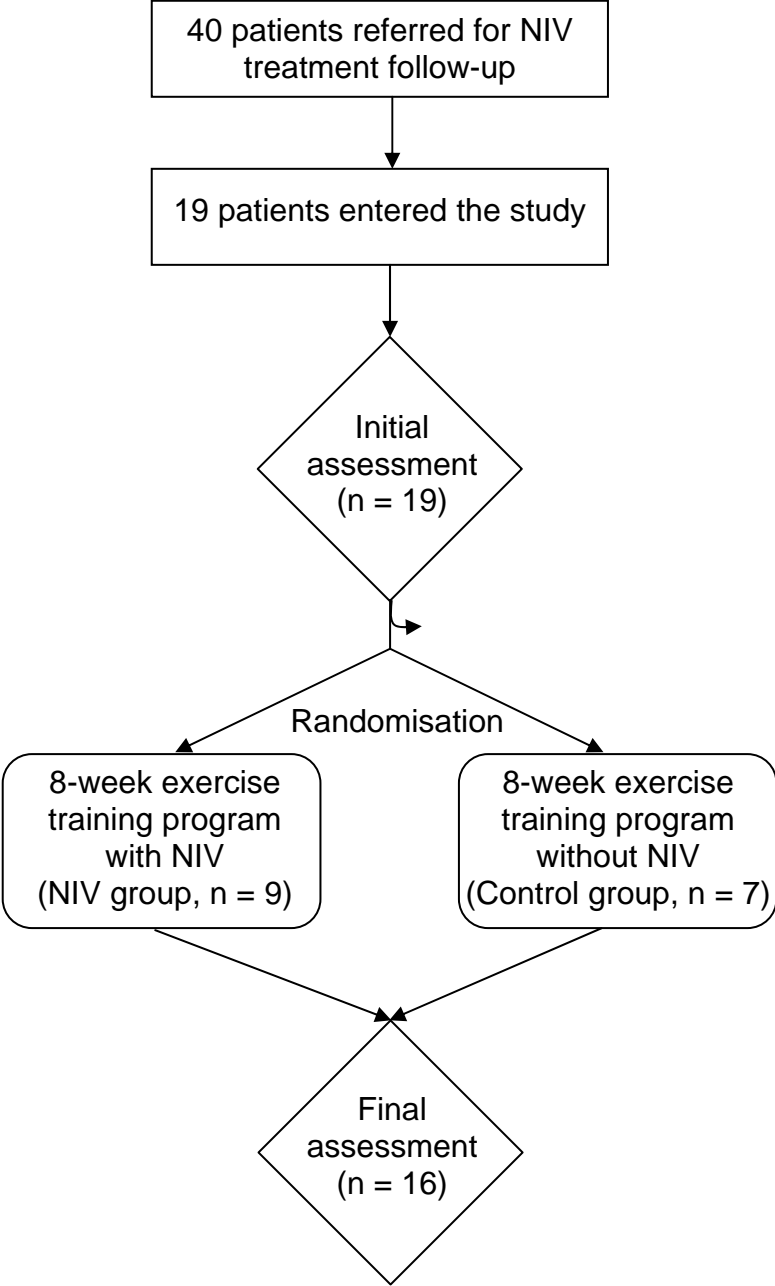 40 patients referred for NIV
treatment follow-up
19 patients entered the study
Initial
assessment
(n = 19)
Randomisation
8-week exercise
training program
with NIV
(NIV group, n = 9)
8-week exercise
training program
without NIV
(Control group, n = 7)
Final
assessment
(n = 16)